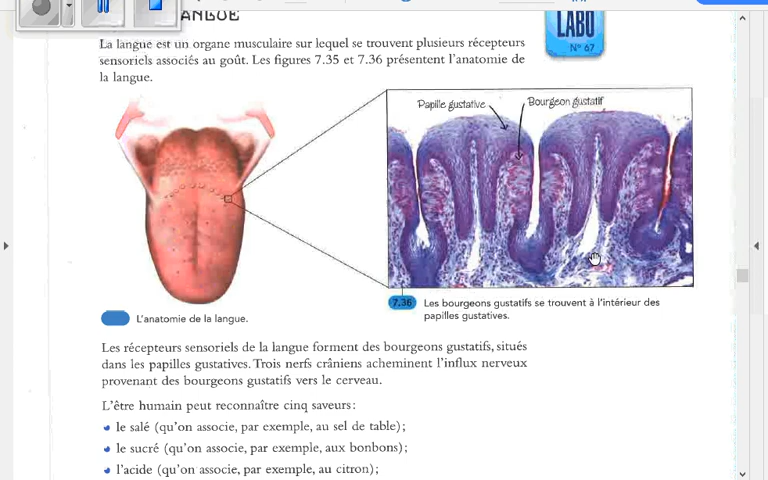 LANGUE
LABO
N° 67
La langue est un organe musculaire sur lequel se trouvent plusieurs récepteurs
sensoriels associés au goût. Les figures 7.35 et 7.36 présentent l'anatomie de
la langue.
Papille gustative
Bourgeon gustatif
7.36 Les bourgeons gustatifs se trouvent à l'intérieur des
papilles gustatives.
L'anatomie de la langue.
Les récepteurs sensoriels de la langue forment des bourgeons gustatifs, situés
dans les papilles gustatives. Trois nerfs crâniens acheminent l'influx nerveux
provenant des bourgeons gustatifs vers le cerveau.
L'être humain peut reconnaître cinq saveurs :
• le salé (qu'on associe, par exemple, au sel de table) ;
• le sucré (qu'on associe, par exemple, aux bonbons) ;
• l'acide (qu'on associe, par exemple, au citron) ;